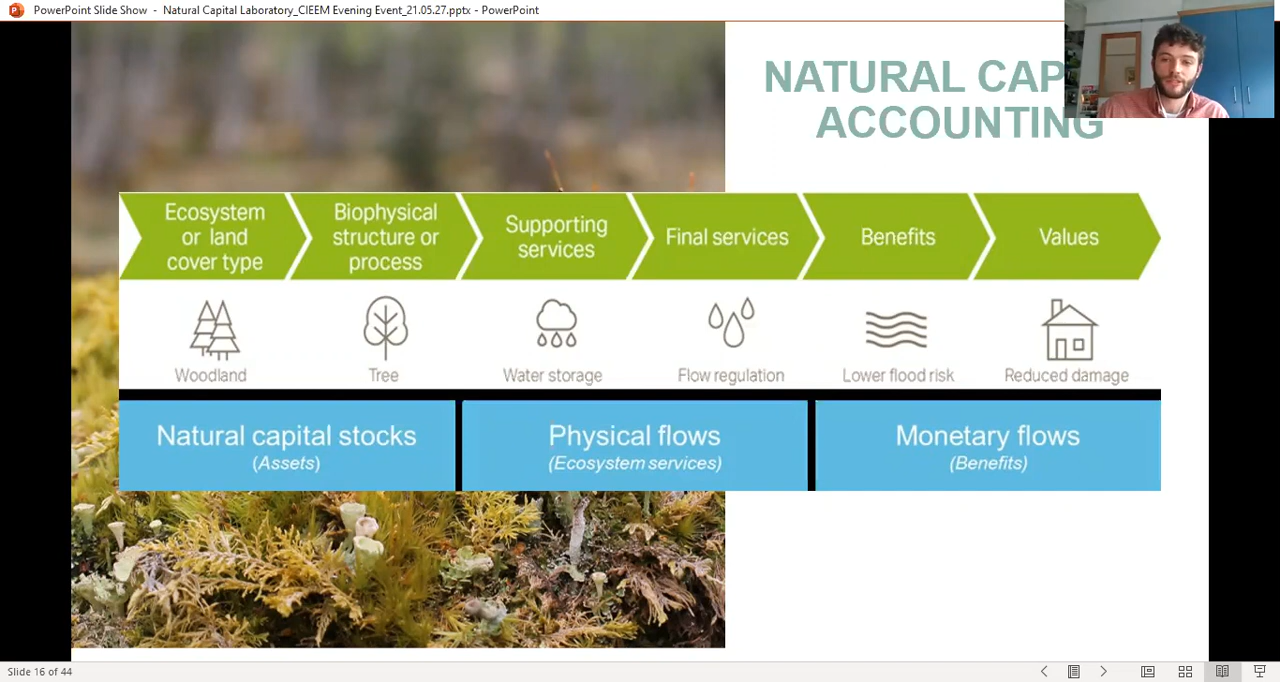 PowerPoint Slide Show - Natural Capital Laboratory_CIEEM Evening Event_21.05.27.pptx - PowerPoint
NATURAL CAP
ACCOUNTING
Ecosystem
or land
cover type
Biophysical
structure or
process
Supporting
services
Final services
Benefits
Values
Woodland
Tree
Water storage
Flow regulation
Lower flood risk
Reduced damage
Natural capital stocks
(Assets)
Physical flows
(Ecosystem services)
Monetary flows
(Benefits)
Slide 16 of 44